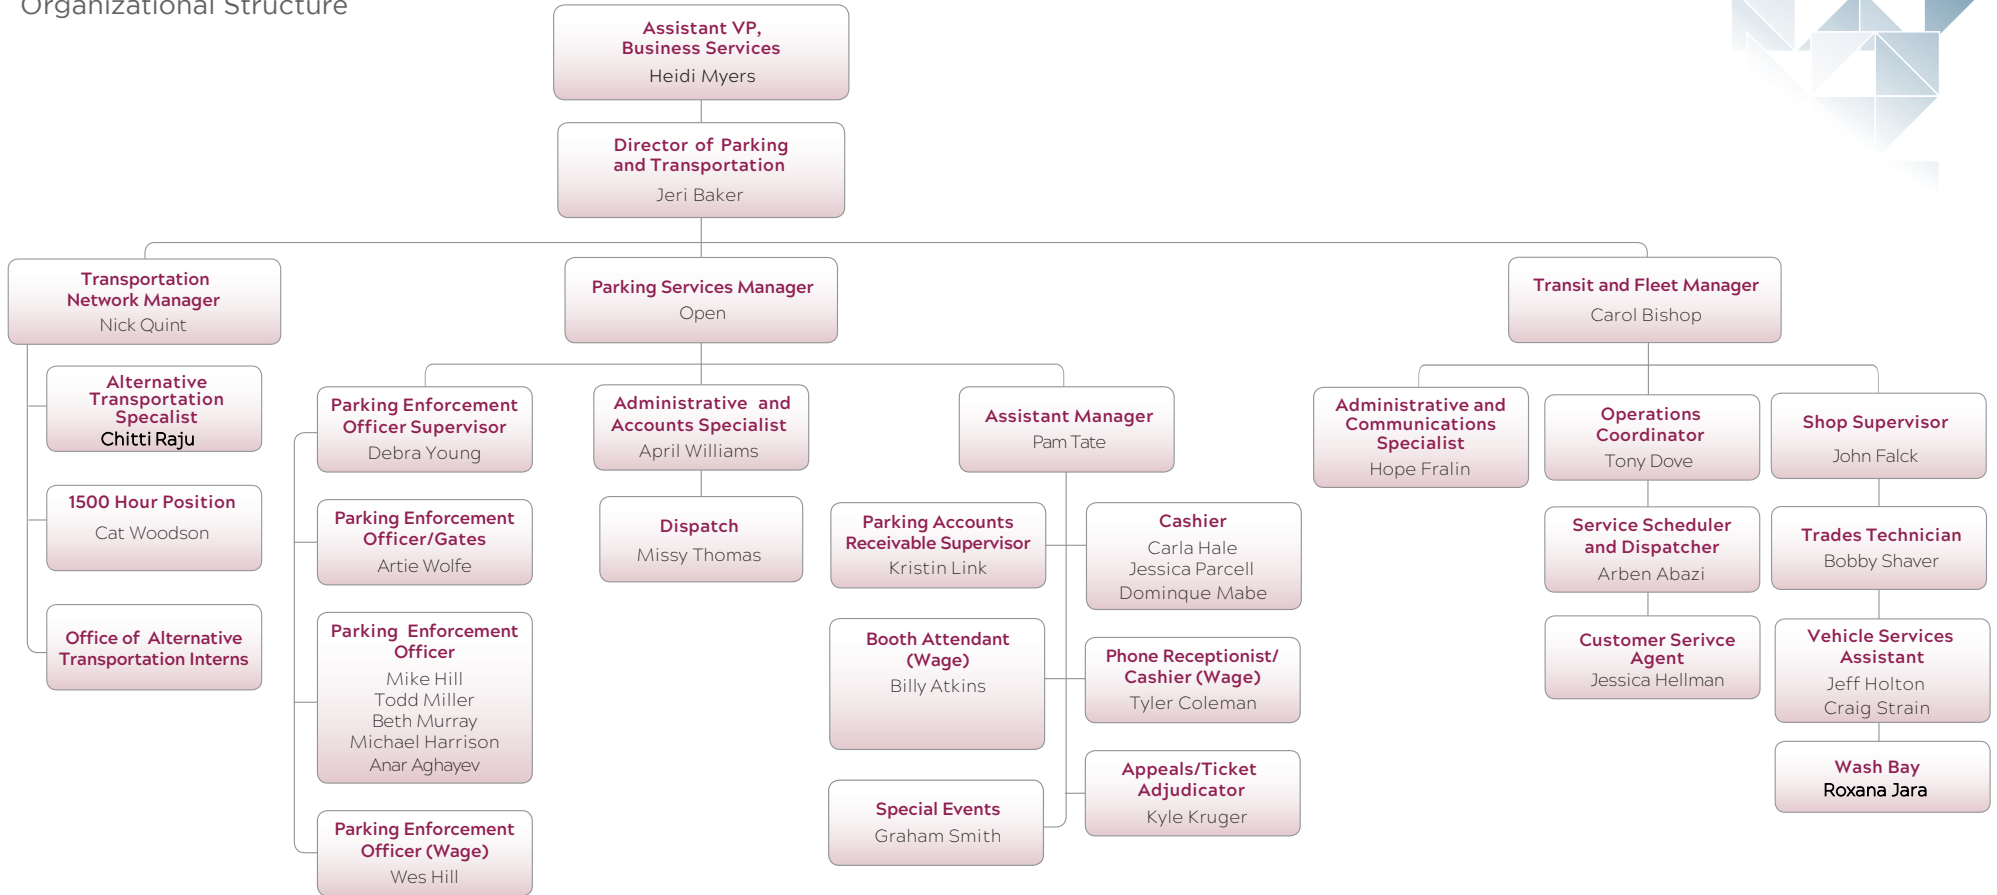 Organizational Structure
Assistant VP,
Business Services
Heidi Myers
Director of Parking
and Transportation
Jeri Baker
Transportation
Network Manager
Nick Quint
Parking Services Manager
Open
Transit and Fleet Manager
Carol Bishop
Alternative
Transportation
Specalist
Chitti Raju
1500 Hour Position
Cat Woodson
Office of Alternative
Transportation Interns
Parking Enforcement
Officer Supervisor
Debra Young
Parking Enforcement
Officer/Gates
Artie Wolfe
Parking Enforcement
Officer
Mike Hill
Todd Miller
Beth Murray
Michael Harrison
Anar Aghayev
Parking Enforcement
Officer (Wage)
Wes Hill
Administrative and
Accounts Specialist
April Williams
Dispatch
Missy Thomas
Assistant Manager
Pam Tate
Parking Accounts
Receivable Supervisor
Kristin Link
Cashier
Carla Hale
Jessica Parcell
Dominque Mabe
Booth Attendant
(Wage)
Billy Atkins
Phone Receptionist/
Cashier (Wage)
Tyler Coleman
Special Events
Graham Smith
Appeals/Ticket
Adjudicator
Kyle Kruger
Administrative and
Communications
Specialist
Hope Fralin
Operations
Coordinator
Tony Dove
Service Scheduler
and Dispatcher
Arben Abazi
Customer Serivce
Agent
Jessica Hellman
Shop Supervisor
John Falck
Trades Technician
Bobby Shaver
Vehicle Services
Assistant
Jeff Holton
Craig Strain
Wash Bay
Roxana Jara